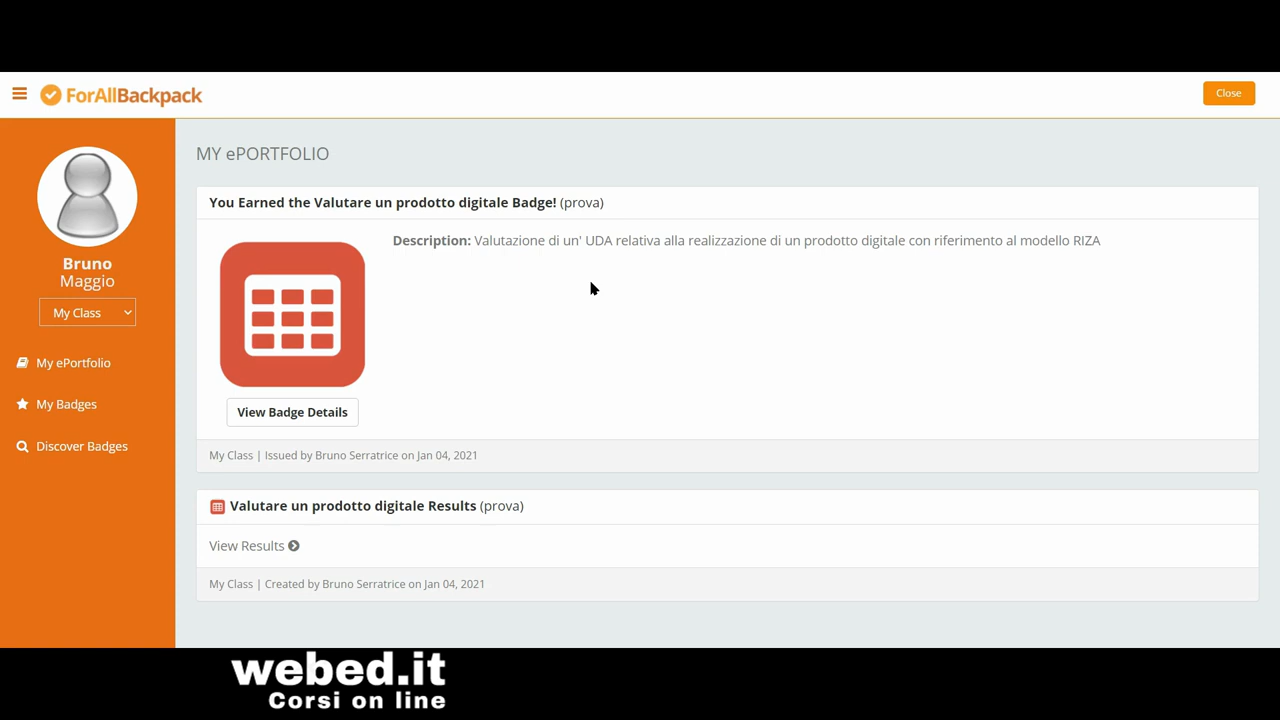 ForAllBackpack
Close
Bruno
Maggio
My Class
My ePortfolio
My Badges
Discover Badges
MY ePORTFOLIO
You Earned the Valutare un prodotto digitale Badge! (prova)
Description: Valutazione di un' UDA relativa alla realizzazione di un prodotto digitale con riferimento al modello RIZA
View Badge Details
My Class | Issued by Bruno Serratrice on Jan 04, 2021
Valutare un prodotto digitale Results (prova)
View Results
My Class | Created by Bruno Serratrice on Jan 04, 2021
webed.it
Corsi on line